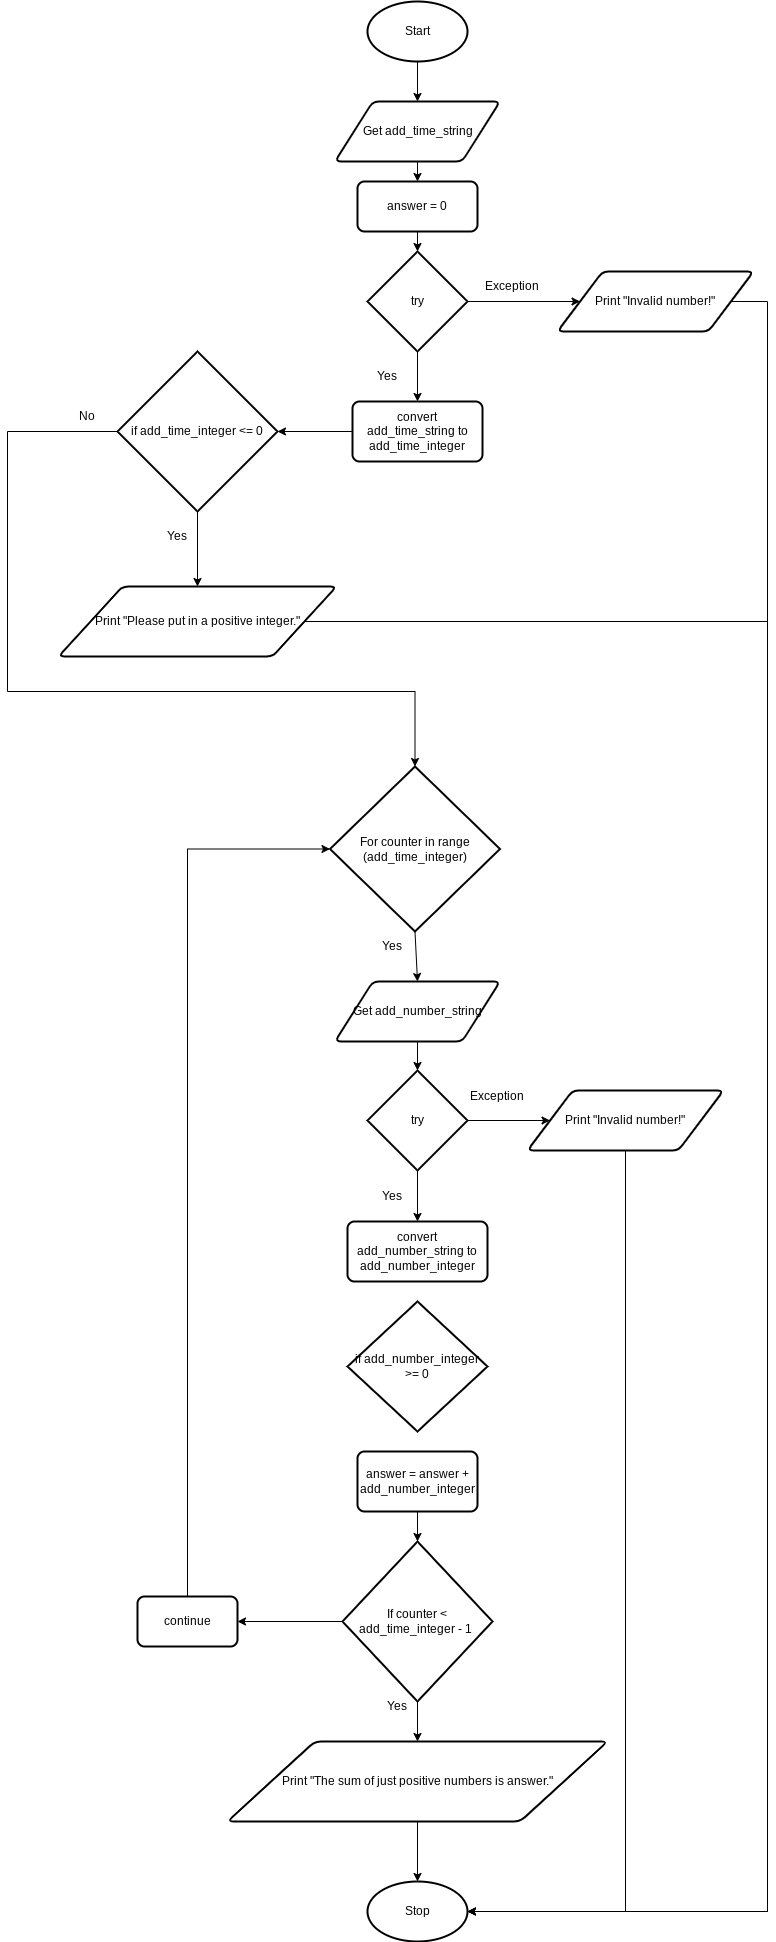 Start
Get add_time_string
answer = 0
try
Exception
Print "Invalid number!"
Yes
convert
add_time_string to
add_time_integer
if add_time_integer <= 0
No
Yes
Print "Please put in a positive integer."
For counter in range
(add_time_integer)
Yes
Get add_number_string
try
Exception
Print "Invalid number!"
Yes
convert
add_number_string to
add_number_integer
if add_number_integer
>= 0
answer = answer +
add_number_integer
If counter <
add_time_integer - 1
continue
Yes
Print "The sum of just positive numbers is answer."
Stop